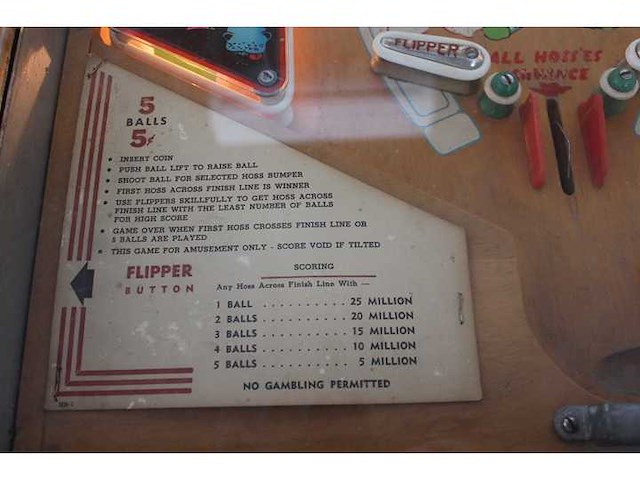 FLIPPER
ALL HOSS'ES
ADVANCE
5
BALLS
5¢
• INSERT COIN
• PUSH BALL LIFT TO RAISE BALL
• SHOOT BALL FOR SELECTED HOSS BUMPER
• FIRST HOSS ACROSS FINISH LINE IS WINNER
• USE FLIPPERS SKILLFULLY TO GET HOSS ACROSS
FINISH LINE WITH THE LEAST NUMBER OF BALLS
FOR HIGH SCORE
• GAME OVER WHEN FIRST HOSS CROSSES FINISH LINE OR
5 BALLS ARE PLAYED
• THIS GAME FOR AMUSEMENT ONLY - SCORE VOID IF TILTED
FLIPPER
BUTTON
SCORING
Any Hoss Across Finish Line With —
1 BALL .......... 25 MILLION
2 BALLS .......... 20 MILLION
3 BALLS .......... 15 MILLION
4 BALLS .......... 10 MILLION
5 BALLS .......... 5 MILLION
NO GAMBLING PERMITTED